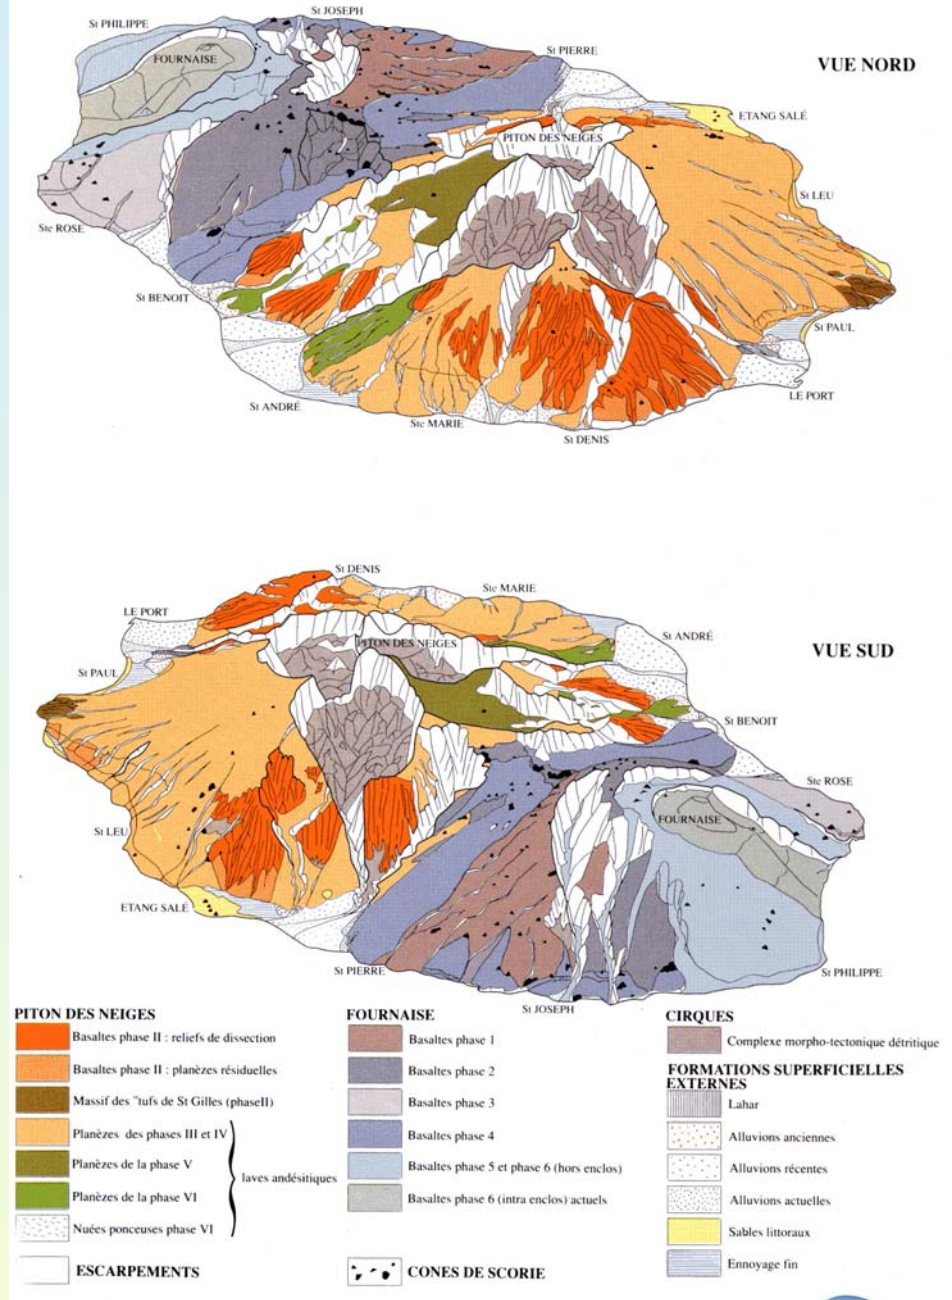 St JOSEPH
St PHILIPPE
FOURNAISE
St PIERRE
VUE NORD
ETANG SALÉ
PITON DES NEIGES
St LEU
Ste ROSE
St BENOIT
St PAUL
LE PORT
St ANDRÉ
Ste MARIE
St DENIS
St DENIS
Ste MARIE
LE PORT
St ANDRÉ
PITON DES NEIGES
VUE SUD
St PAUL
St BENOIT
Ste ROSE
FOURNAISE
St LEU
ETANG SALÉ
St PIERRE
St PHILIPPE
St JOSEPH
PITON DES NEIGES
Basaltes phase II : reliefs de dissection
Basaltes phase II : planèzes résiduelles
Massif des "tufs de St Gilles (phaseII)
Planèzes des phases III et IV
Planèzes de la phase V
Planèzes de la phase VI
Nuées ponceuses phase VI
laves andésitiques
ESCARPEMENTS
FOURNAISE
Basaltes phase 1
Basaltes phase 2
Basaltes phase 3
Basaltes phase 4
Basaltes phase 5 et phase 6 (hors enclos)
Basaltes phase 6 (intra enclos) actuels
CONES DE SCORIE
CIRQUES
Complexe morpho-tectonique détritique
FORMATIONS SUPERFICIELLES
EXTERNES
Lahar
Alluvions anciennes
Alluvions récentes
Alluvions actuelles
Sables littoraux
Ennoyage fin